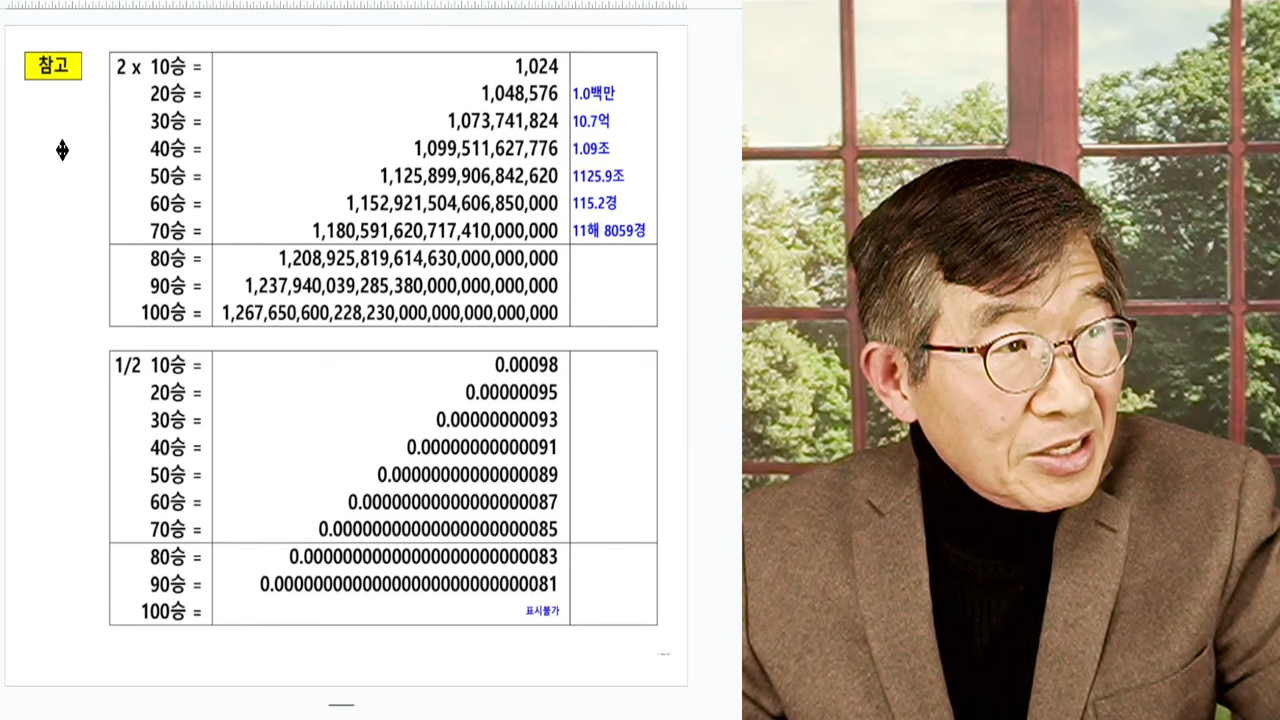 참고
2 x 10승 = 1,024
20승 = 1,048,576 1.0백만
30승 = 1,073,741,824 10.7억
40승 = 1,099,511,627,776 1.09조
50승 = 1,125,899,906,842,620 1125.9조
60승 = 1,152,921,504,606,850,000 115.2경
70승 = 1,180,591,620,717,410,000,000 11해 8059경
80승 = 1,208,925,819,614,630,000,000,000
90승 = 1,237,940,039,285,380,000,000,000,000
100승 = 1,267,650,600,228,230,000,000,000,000,000
1/2 10승 = 0.00098
20승 = 0.00000095
30승 = 0.00000000093
40승 = 0.00000000000091
50승 = 0.00000000000000089
60승 = 0.00000000000000000087
70승 = 0.00000000000000000000085
80승 = 0.00000000000000000000000083
90승 = 0.00000000000000000000000000081
100승 = 표시불가